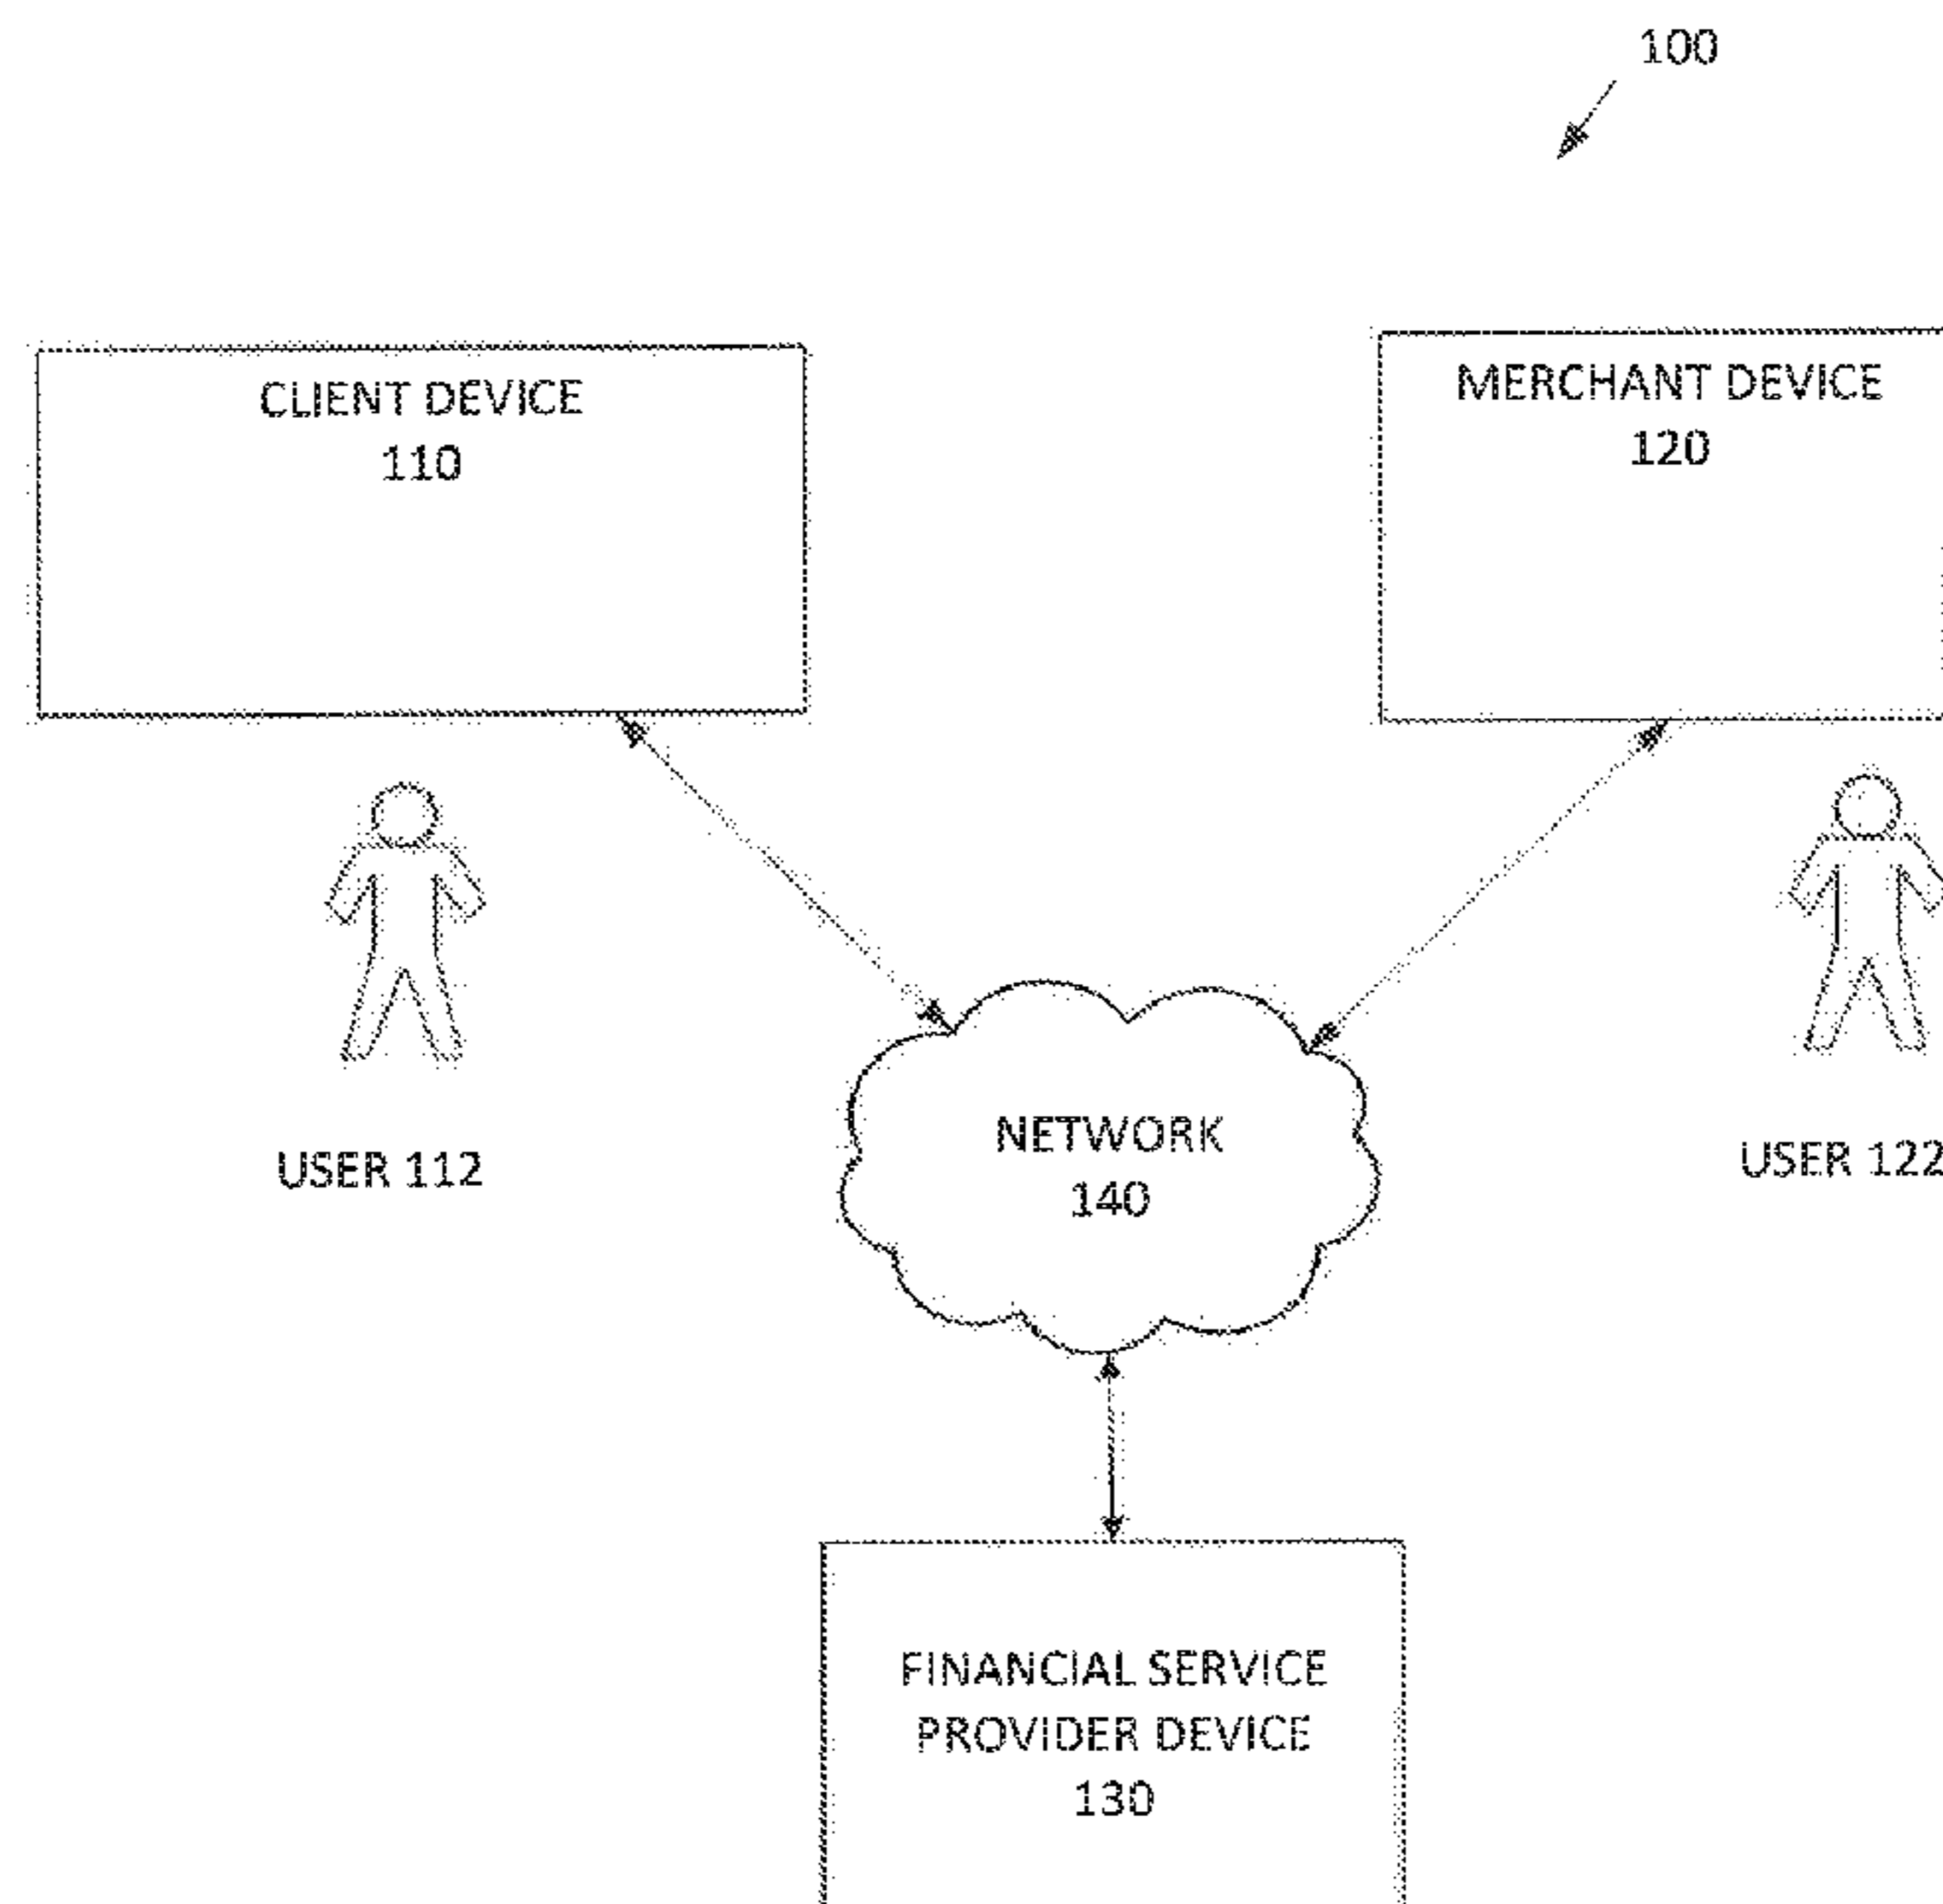 100
CLIENT DEVICE
110
MERCHANT DEVICE
120
USER 112
NETWORK
140
USER 122
FINANCIAL SERVICE
PROVIDER DEVICE
130